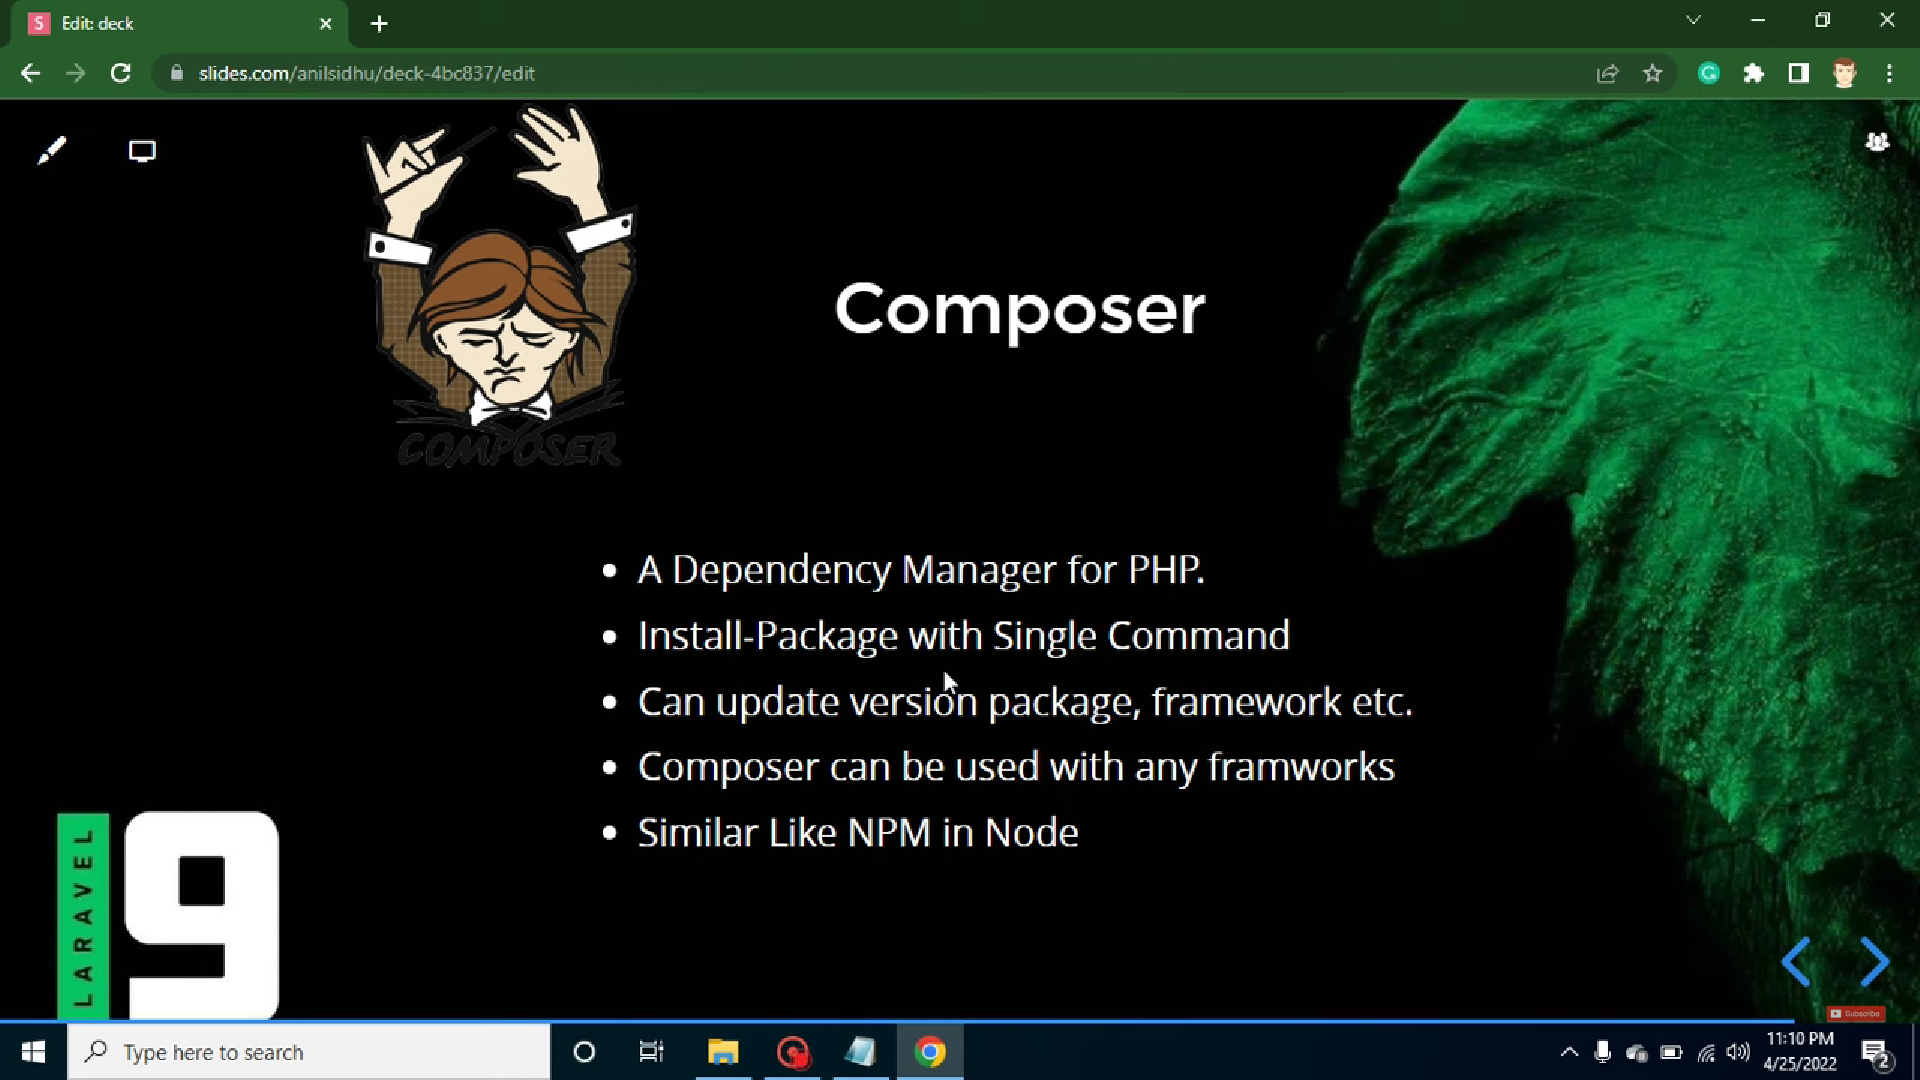 S Edit: deck
slides.com/anilsidhu/deck-4bc837/edit
COMPOSER
Composer
A Dependency Manager for PHP.
Install-Package with Single Command
Can update version package, framework etc.
Composer can be used with any framworks
Similar Like NPM in Node
LARAVEL
9
Subscribe
Type here to search
11:10 PM
4/25/2022
2